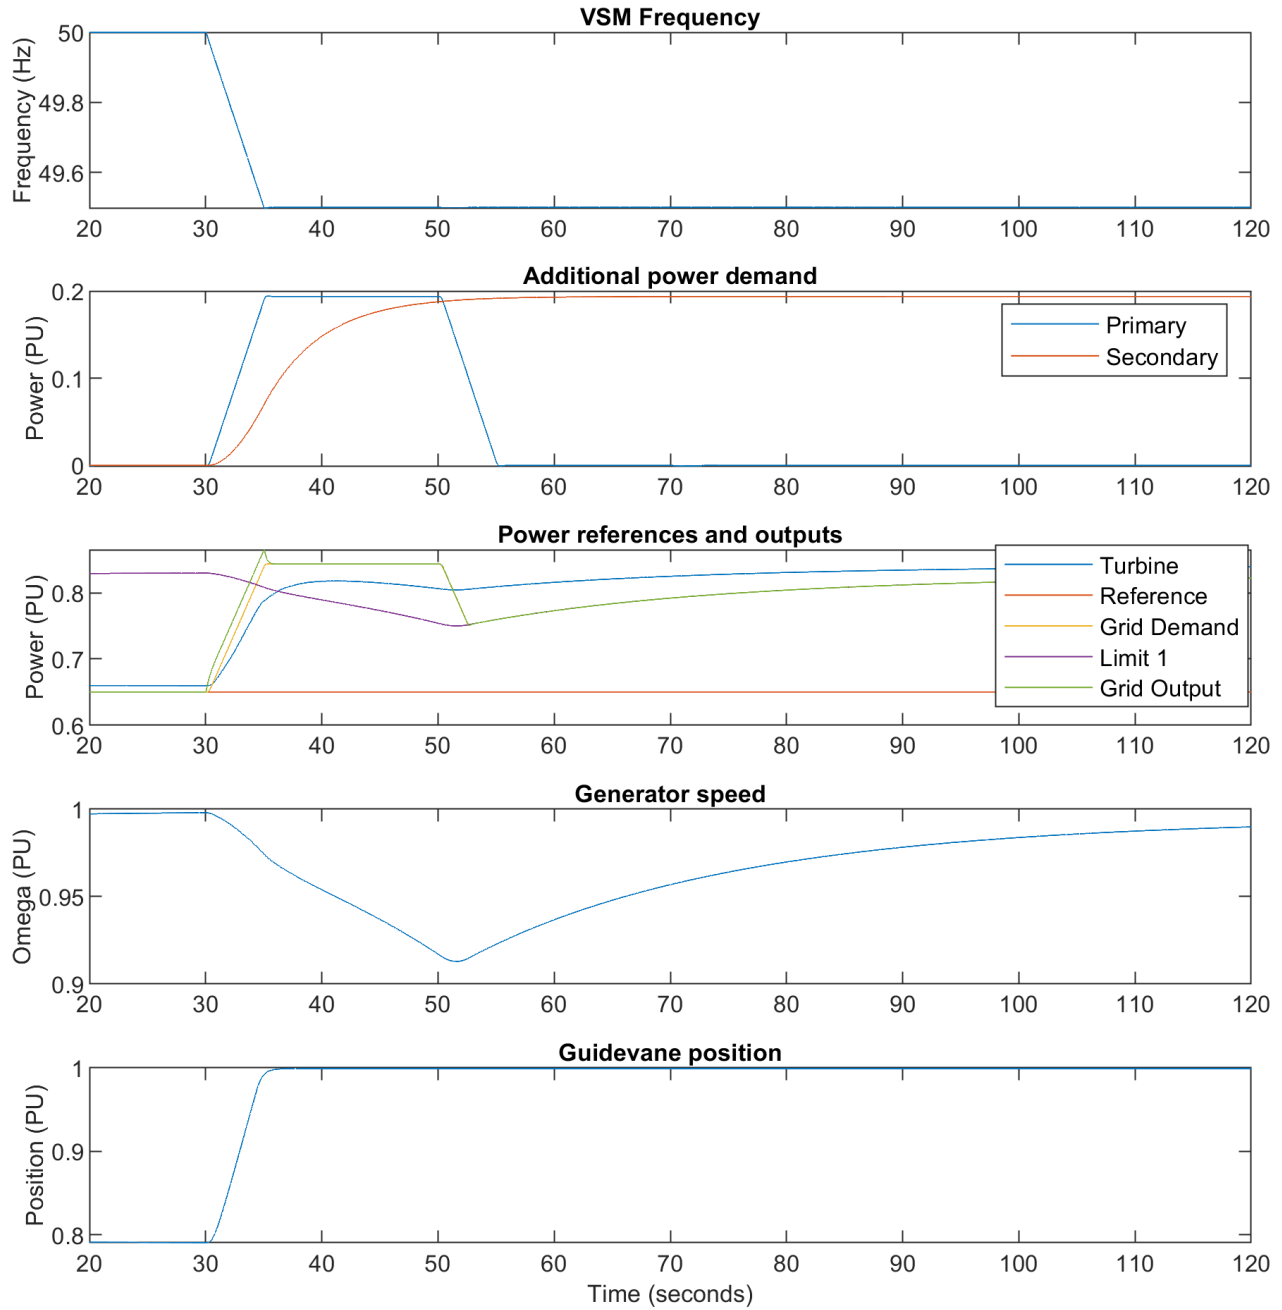 VSM Frequency
Frequency (Hz)
50
49.8
49.6
20 30 40 50 60 70 80 90 100 110 120
Additional power demand
Power (PU)
0.2
0.1
0
Primary
Secondary
20 30 40 50 60 70 80 90 100 110 120
Power references and outputs
Power (PU)
0.8
0.7
0.6
Turbine
Reference
Grid Demand
Limit 1
Grid Output
20 30 40 50 60 70 80 90 100 110 120
Generator speed
Omega (PU)
1
0.95
0.9
20 30 40 50 60 70 80 90 100 110 120
Guidevane position
Position (PU)
1
0.9
0.8
20 30 40 50 60 70 80 90 100 110 120
Time (seconds)